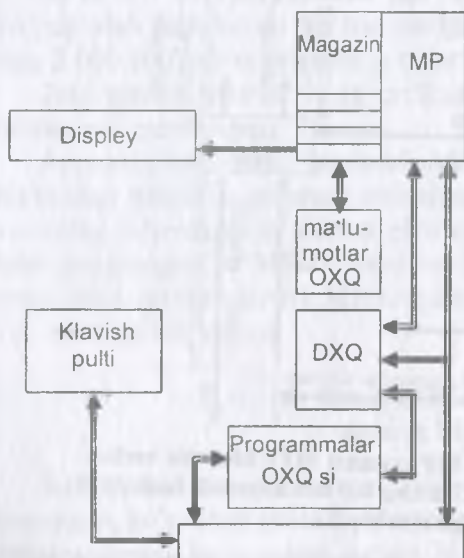 Magazin
MP
Displey
ma'lu-
motlar
OXQ
Klavish
pulti
DXQ
Programmalar
OXQ si